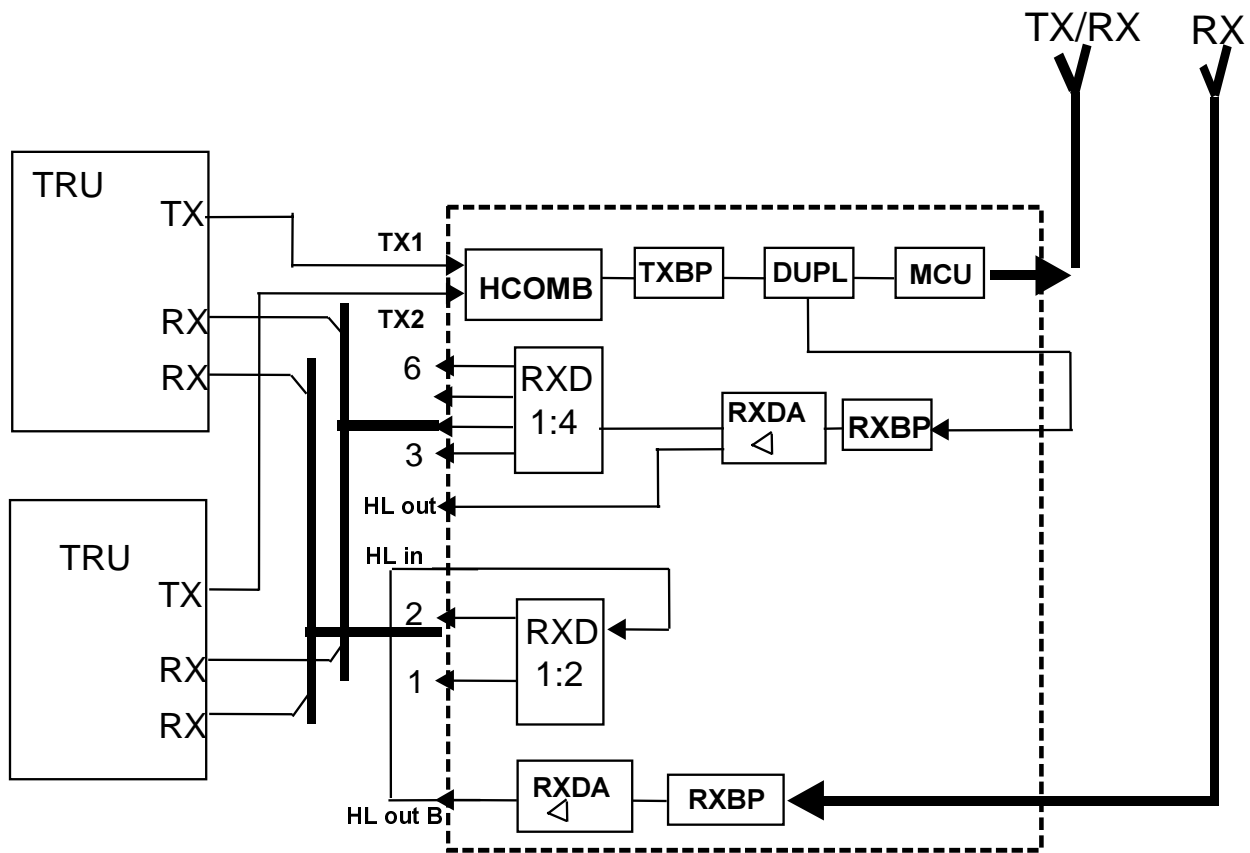 TX/RX
RX
TRU
TX
RX
RX
TX1
TX2
HCOMB
TXBP
DUPL
MCU
6
3
RXD
1:4
RXDA
RXBP
HL out
HL in
TRU
TX
RX
RX
2
1
RXD
1:2
HL out B
RXDA
RXBP